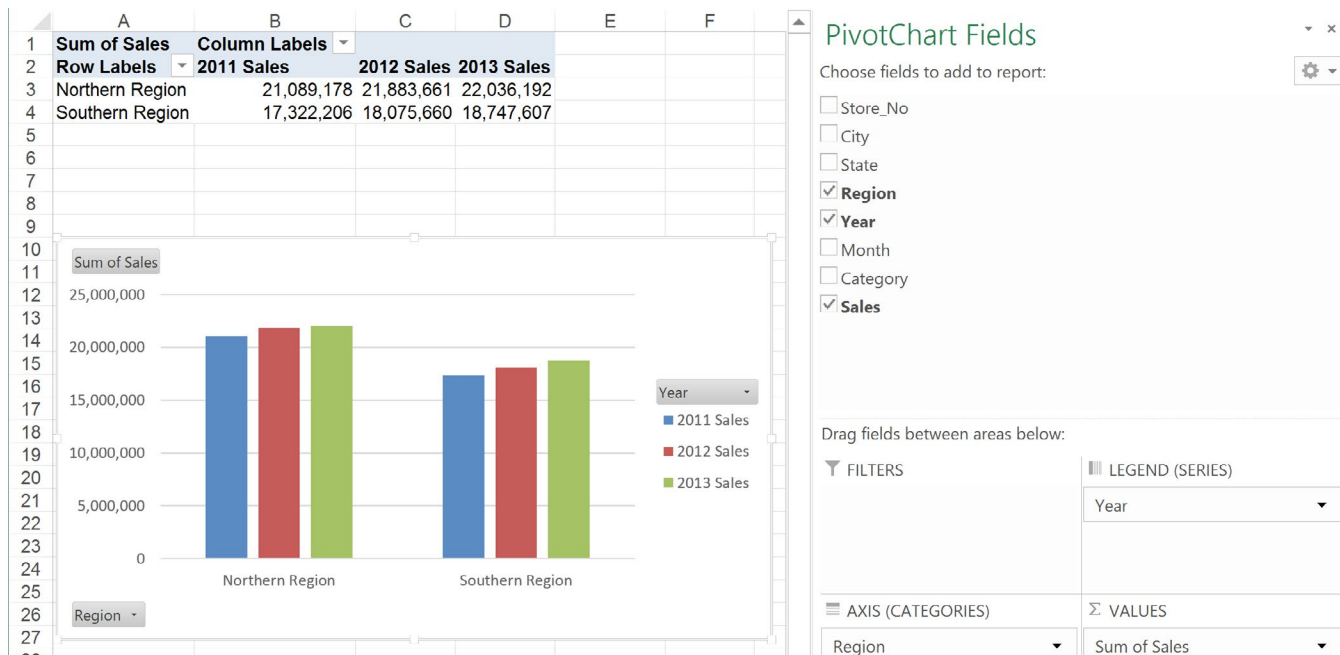 A B C D E F
1 Sum of Sales Column Labels
2 Row Labels 2011 Sales 2012 Sales 2013 Sales
3 Northern Region 21,089,178 21,883,661 22,036,192
4 Southern Region 17,322,206 18,075,660 18,747,607
5
6
7
8
9
10
11
12
13
14
15
16
17
18
19
20
21
22
23
24
25
26
27
Sum of Sales
25,000,000
20,000,000
15,000,000
10,000,000
5,000,000
0
Northern Region Southern Region
Year
2011 Sales
2012 Sales
2013 Sales
Region
PivotChart Fields
Choose fields to add to report:
Store_No
City
State
Region
Year
Month
Category
Sales
Drag fields between areas below:
FILTERS
LEGEND (SERIES)
Year
AXIS (CATEGORIES)
Region
Σ VALUES
Sum of Sales